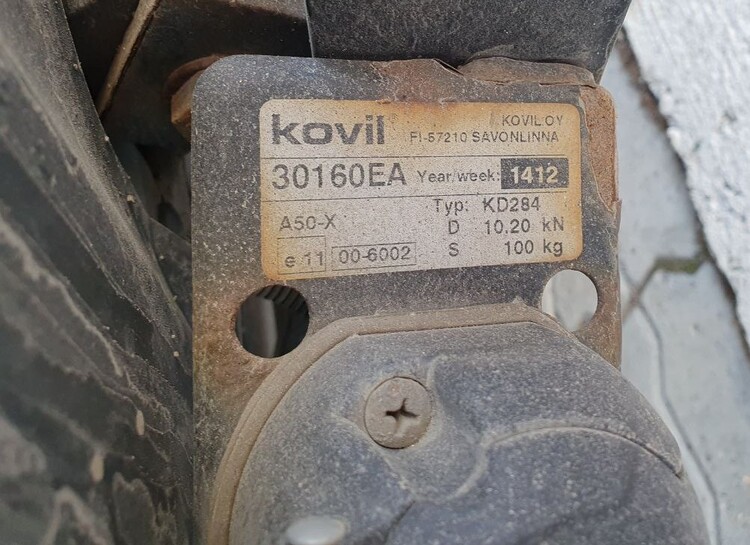 kovil KOVIL OY
FI-57210 SAVONLINNA
30160EA Year/week: 1412
Typ: KD284
A50-X D 10.20 kN
e 11 00-6002 S 100 kg